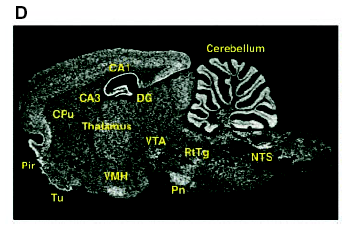 D
Cerebellum
CA1
CA3
DG
CPu
Thalamus
VTA
RtTg
NTS
Pir
VMH
Pn
Tu